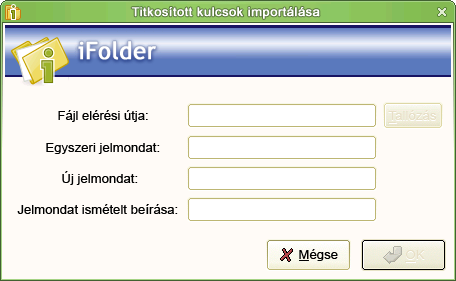 Titkosított kulcsok importálása
iFolder
Fájl elérési útja:
Tallózás
Egyszeri jelmondat:
Új jelmondat:
Jelmondat ismételt beírása:
Mégse
OK